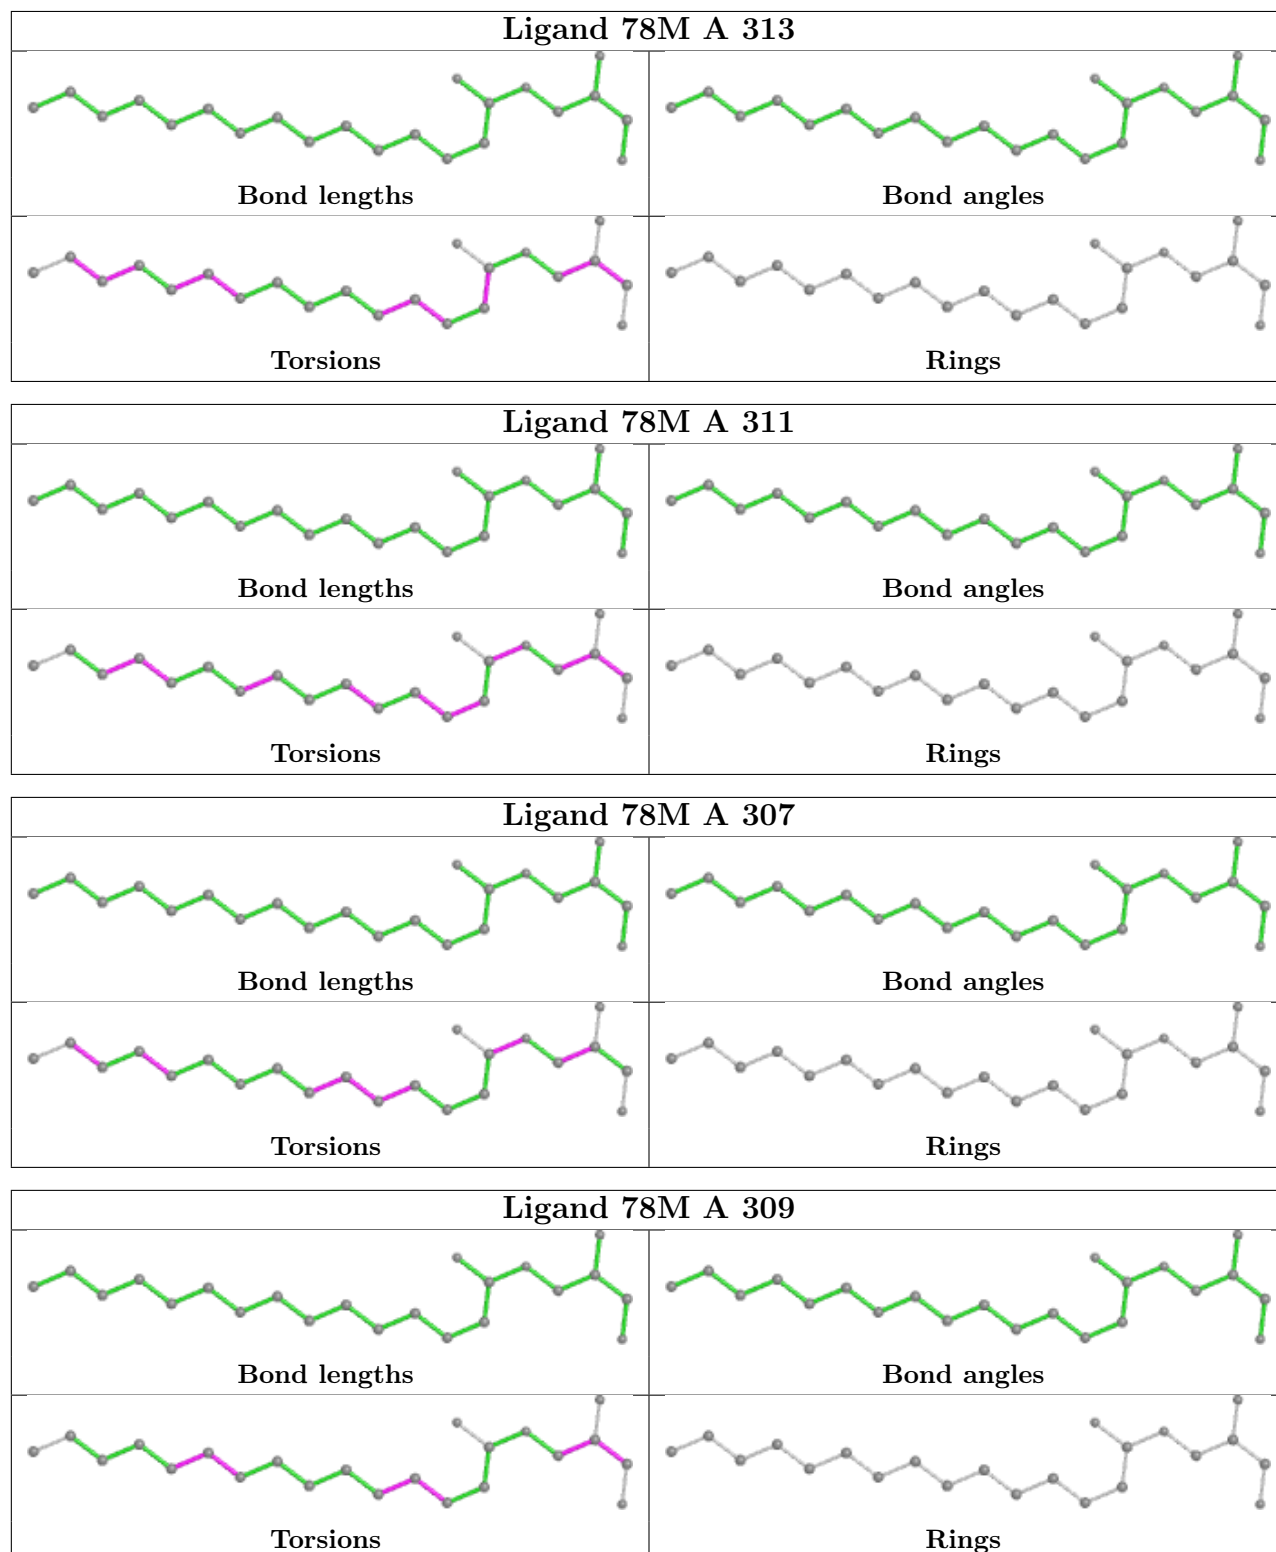 Ligand 78M A 313
Bond lengths
Bond angles
Torsions
Rings
Ligand 78M A 311
Bond lengths
Bond angles
Torsions
Rings
Ligand 78M A 307
Bond lengths
Bond angles
Torsions
Rings
Ligand 78M A 309
Bond lengths
Bond angles
Torsions
Rings